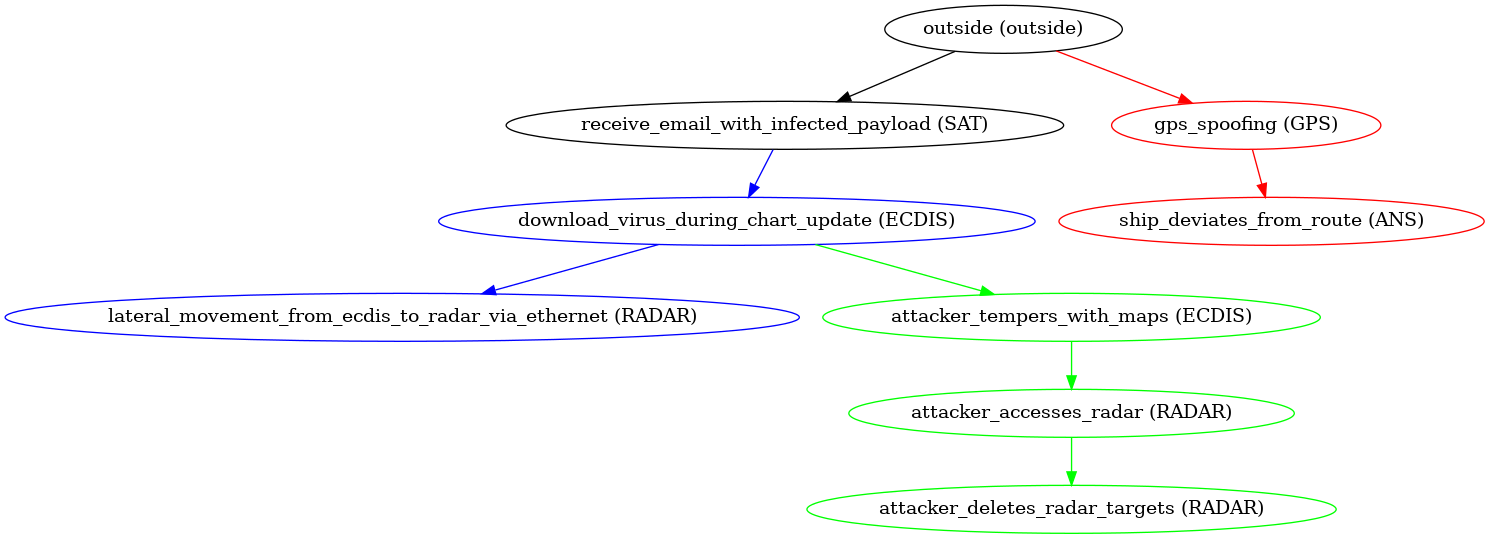 outside (outside)
receive_email_with_infected_payload (SAT)
gps_spoofing (GPS)
download_virus_during_chart_update (ECDIS)
ship_deviates_from_route (ANS)
lateral_movement_from_ecdis_to_radar_via_ethernet (RADAR)
attacker_tempers_with_maps (ECDIS)
attacker_accesses_radar (RADAR)
attacker_deletes_radar_targets (RADAR)